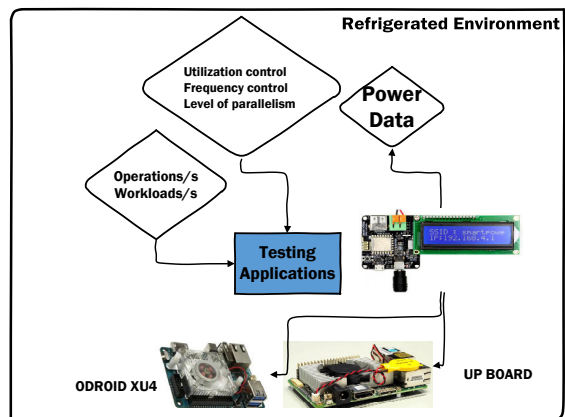 Refrigerated Environment
Utilization control
Frequency control
Level of parallelism
Power
Data
Operations/s
Workloads/s
Testing
Applications
SSID : smartpowe
IP:192.168.4.1
ODROID XU4
UP BOARD